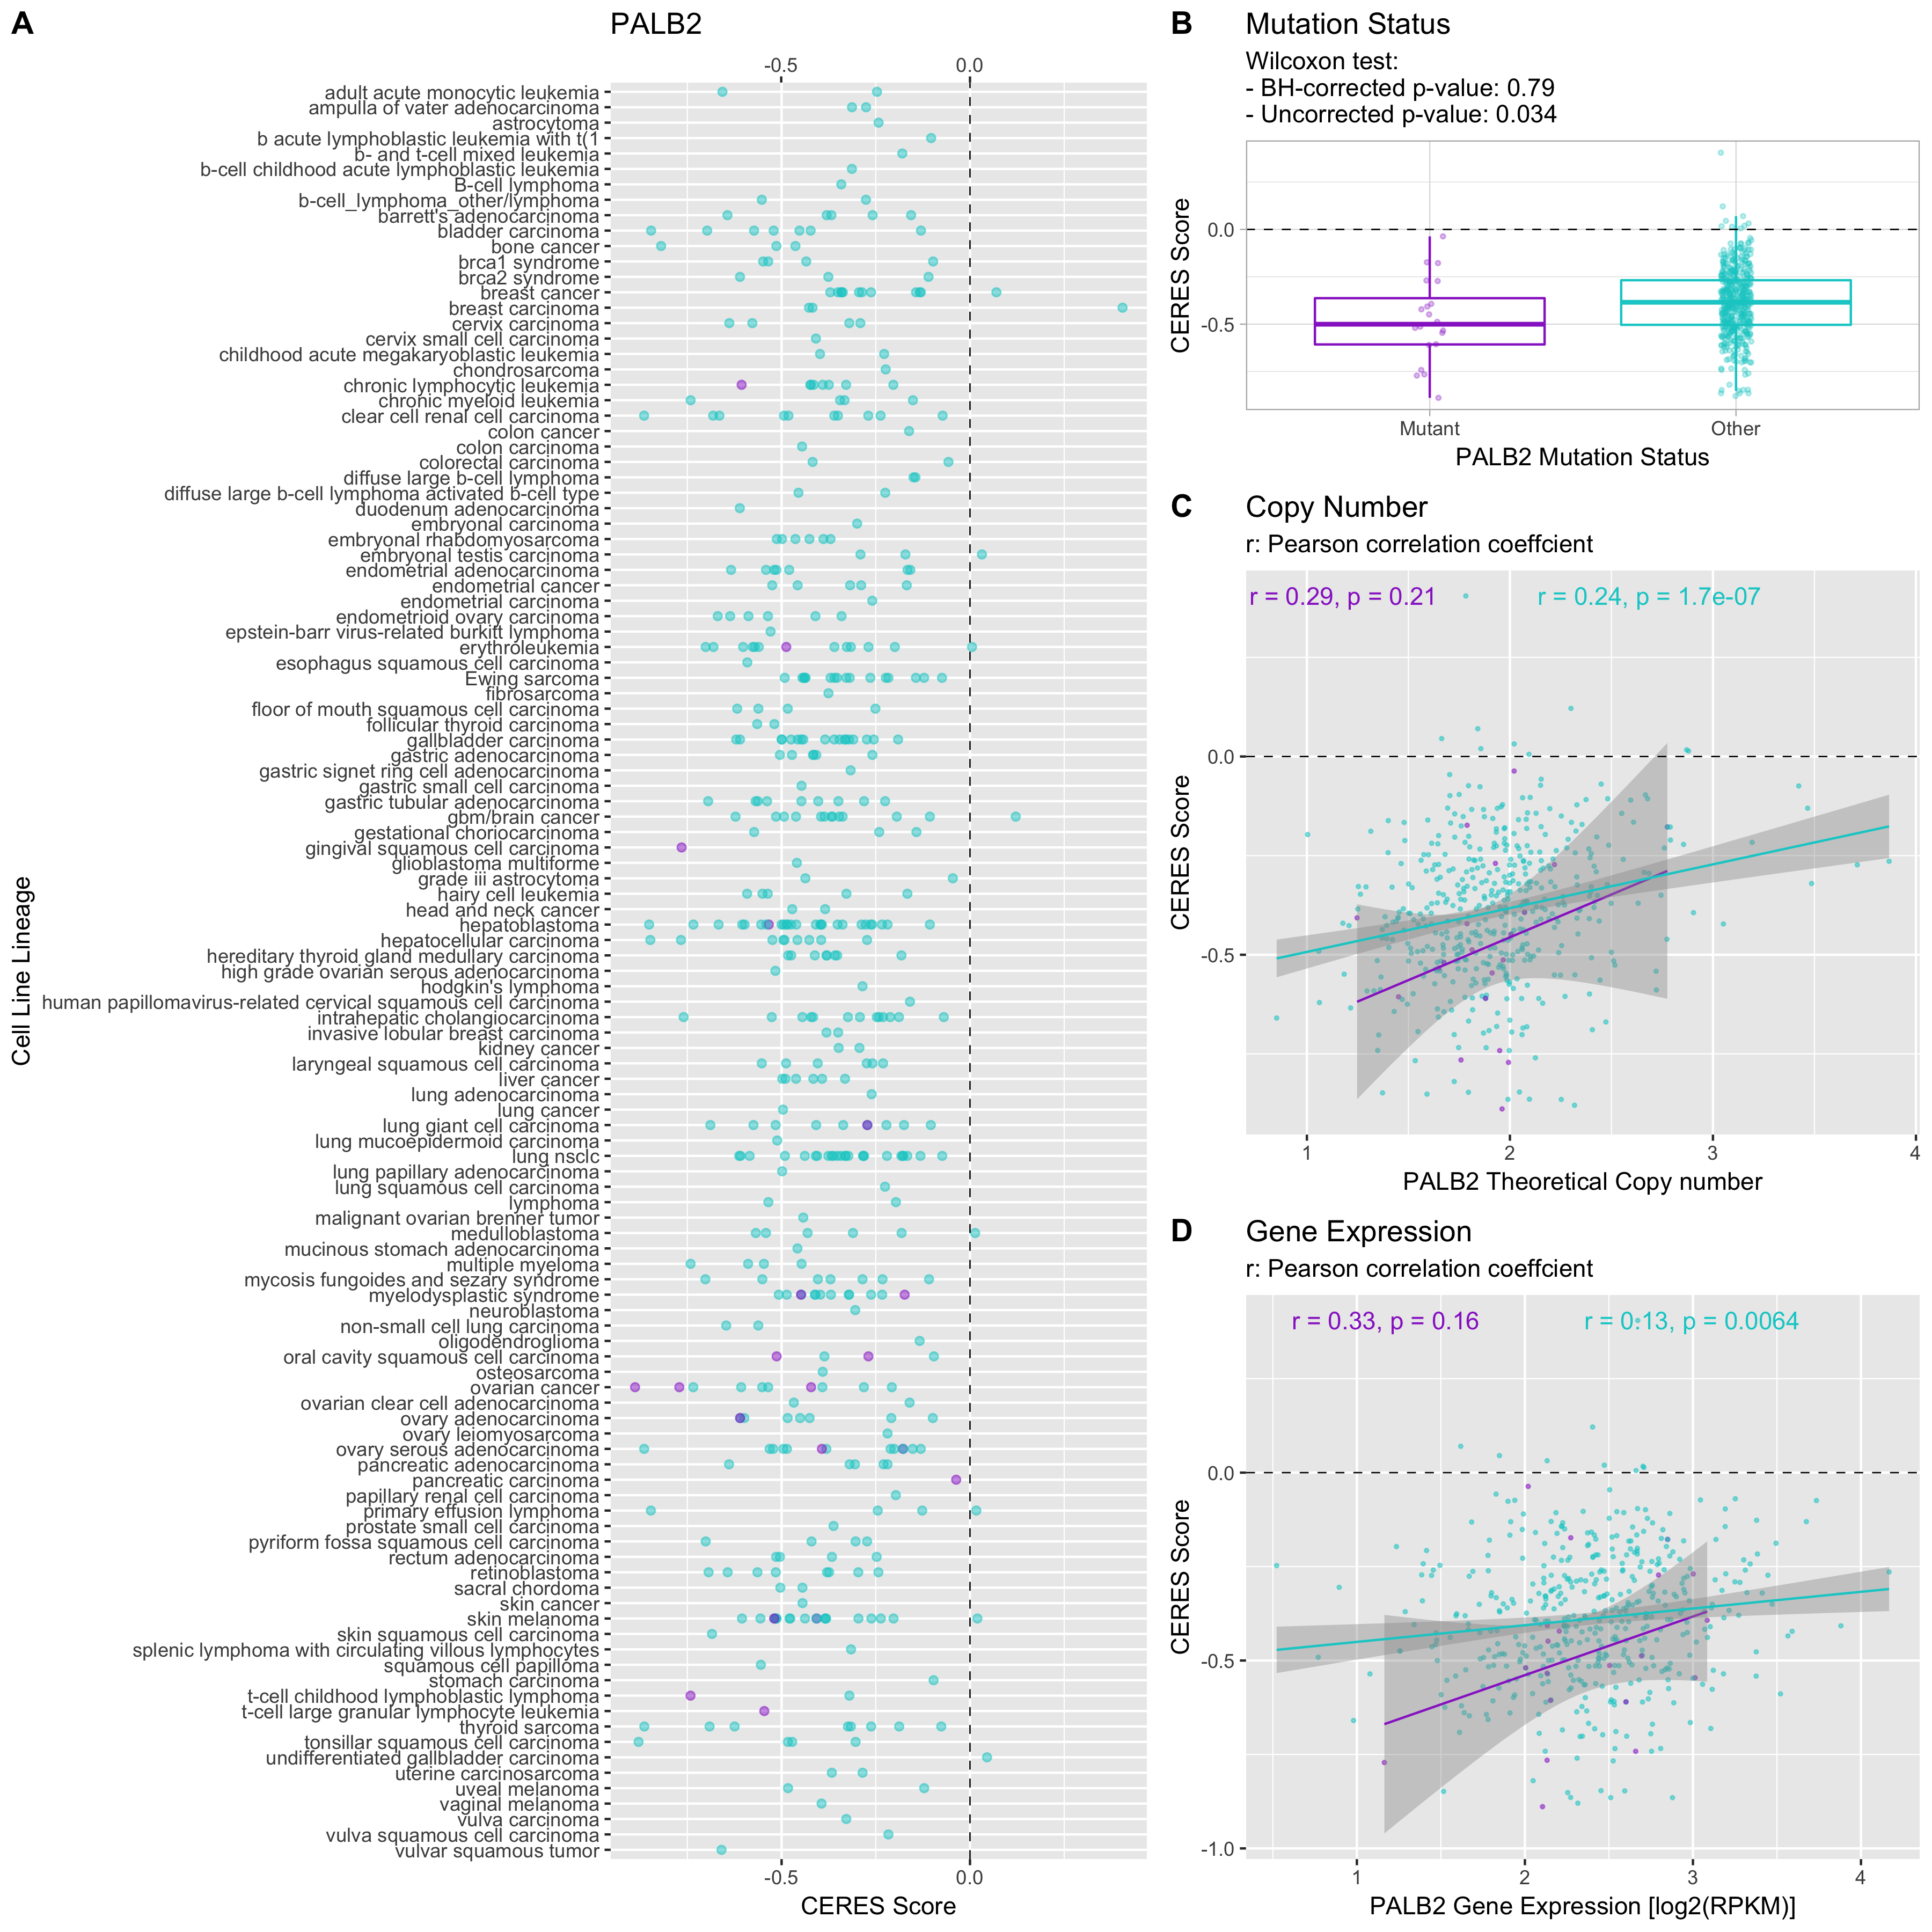 A
PALB2
-0.5
0.0
adult acute monocytic leukemia
ampulla of vater adenocarcinoma
astrocytoma
b acute lymphoblastic leukemia with t(1
b- and t-cell mixed leukemia
b-cell childhood acute lymphoblastic leukemia
B-cell lymphoma
b-cell_lymphoma_other/lymphoma
barrett's adenocarcinoma
bladder carcinoma
bone cancer
brca1 syndrome
brca2 syndrome
breast cancer
breast carcinoma
cervix carcinoma
cervix small cell carcinoma
childhood acute megakaryoblastic leukemia
chondrosarcoma
chronic lymphocytic leukemia
chronic myeloid leukemia
clear cell renal cell carcinoma
colon cancer
colon carcinoma
colorectal carcinoma
diffuse large b-cell lymphoma
diffuse large b-cell lymphoma activated b-cell type
duodenum adenocarcinoma
embryonal carcinoma
embryonal rhabdomyosarcoma
embryonal testis carcinoma
endometrial adenocarcinoma
endometrial cancer
endometrial carcinoma
endometrioid ovary carcinoma
epstein-barr virus-related burkitt lymphoma
erythroleukemia
esophagus squamous cell carcinoma
Ewing sarcoma
fibrosarcoma
floor of mouth squamous cell carcinoma
follicular thyroid carcinoma
gallbladder carcinoma
gastric adenocarcinoma
gastric signet ring cell adenocarcinoma
gastric small cell carcinoma
gastric tubular adenocarcinoma
gbm/brain cancer
gestational choriocarcinoma
gingival squamous cell carcinoma
glioblastoma multiforme
grade iii astrocytoma
hairy cell leukemia
head and neck cancer
hepatoblastoma
hepatocellular carcinoma
hereditary thyroid gland medullary carcinoma
high grade ovarian serous adenocarcinoma
hodgkin's lymphoma
human papillomavirus-related cervical squamous cell carcinoma
intrahepatic cholangiocarcinoma
invasive lobular breast carcinoma
kidney cancer
laryngeal squamous cell carcinoma
liver cancer
lung adenocarcinoma
lung cancer
lung giant cell carcinoma
lung mucoepidermoid carcinoma
lung nsclc
lung papillary adenocarcinoma
lung squamous cell carcinoma
lymphoma
malignant ovarian brenner tumor
medulloblastoma
mucinous stomach adenocarcinoma
multiple myeloma
mycosis fungoides and sezary syndrome
myelodysplastic syndrome
neuroblastoma
non-small cell lung carcinoma
oligodendroglioma
oral cavity squamous cell carcinoma
osteosarcoma
ovarian cancer
ovarian clear cell adenocarcinoma
ovary adenocarcinoma
ovary leiomyosarcoma
ovary serous adenocarcinoma
pancreatic adenocarcinoma
pancreatic carcinoma
papillary renal cell carcinoma
primary effusion lymphoma
prostate small cell carcinoma
pyriform fossa squamous cell carcinoma
rectum adenocarcinoma
retinoblastoma
sacral chordoma
skin cancer
skin melanoma
skin squamous cell carcinoma
splenic lymphoma with circulating villous lymphocytes
squamous cell papilloma
stomach carcinoma
t-cell childhood lymphoblastic lymphoma
t-cell large granular lymphocyte leukemia
thyroid sarcoma
tonsillar squamous cell carcinoma
undifferentiated gallbladder carcinoma
uterine carcinosarcoma
uveal melanoma
vaginal melanoma
vulva carcinoma
vulva squamous cell carcinoma
vulvar squamous tumor
-0.5
0.0
CERES Score
Cell Line Lineage
B
Mutation Status
Wilcoxon test:
- BH-corrected p-value: 0.79
- Uncorrected p-value: 0.034
0.0
-0.5
CERES Score
Mutant
Other
PALB2 Mutation Status
C
Copy Number
r: Pearson correlation coeffcient
r = 0.29, p = 0.21
r = 0.24, p = 1.7e-07
0.0
-0.5
CERES Score
1
2
3
4
PALB2 Theoretical Copy number
D
Gene Expression
r: Pearson correlation coeffcient
r = 0.33, p = 0.16
r = 0.13, p = 0.0064
0.0
-0.5
-1.0
CERES Score
1
2
3
4
PALB2 Gene Expression [log2(RPKM)]